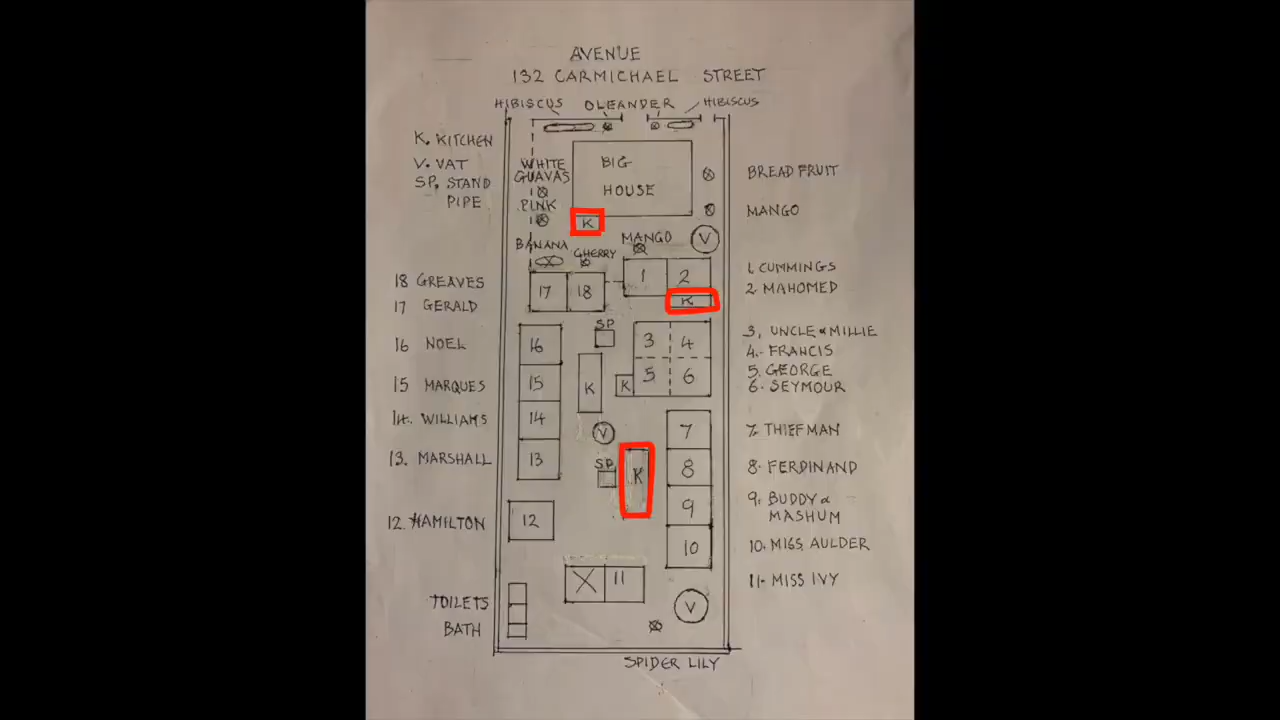 AVENUE
132 CARMICHAEL STREET
HIBISCUS OLEANDER HIBISCUS
K. KITCHEN
V. VAT
SP. STAND
PIPE
WHITE
GUAVAS
PINK
BIG
HOUSE
K
BREAD FRUIT
MANGO
BANANA
CHERRY
MANGO
V
18 GREAVES
17 GERALD
17 18
1 2
K
1. CUMMINGS
2. MAHOMED
16 NOEL
15 MARQUES
14. WILLIAMS
13. MARSHALL
16
15
14
13
SP
K
3 4
5 6
K
3, UNCLE & MILLIE
4.- FRANCIS
5. GEORGE
6- SEYMOUR
V
SP
K
7
8
9
10
7. THIEFMAN
8- FERDINAND
9. BUDDY &
MASHUM
10. MISS AULDER
11- MISS IVY
12. HAMILTON
12
X 11
TOILETS
BATH
V
SPIDER LILY